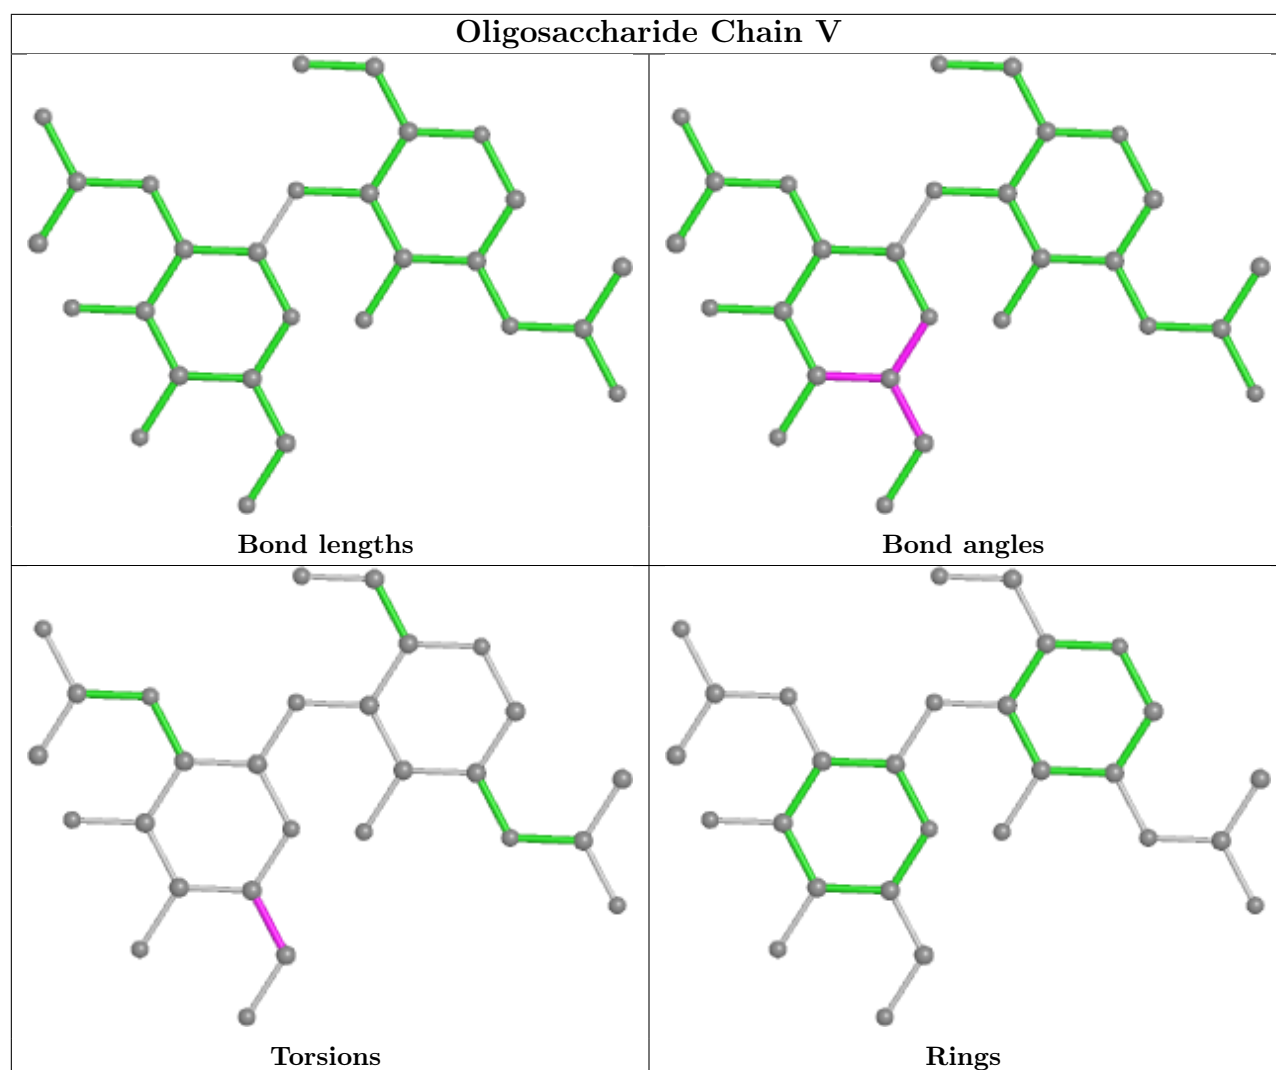 Oligosaccharide Chain V
Bond lengths
Bond angles
Torsions
Rings